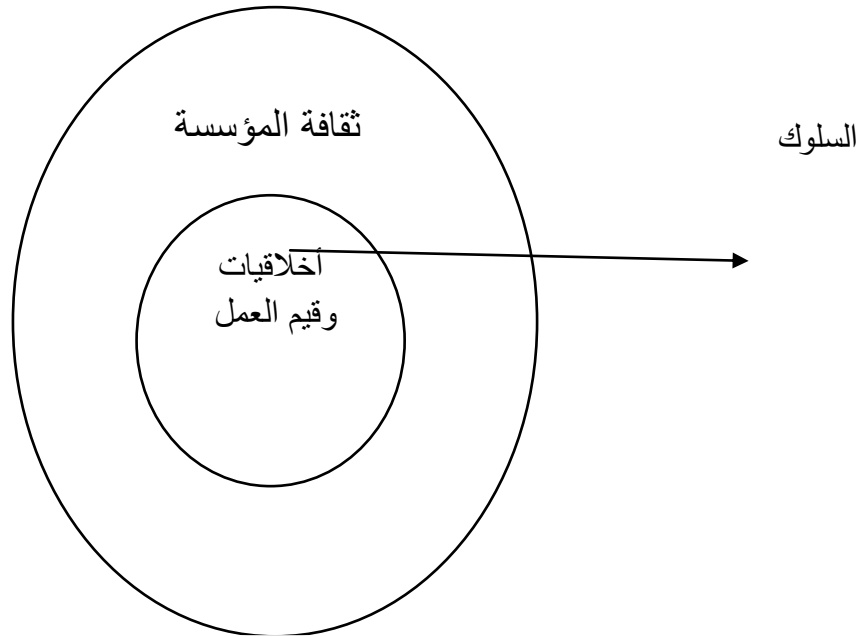 ثقافة المؤسسة
السلوك
أخلاقيات
وقيم العمل